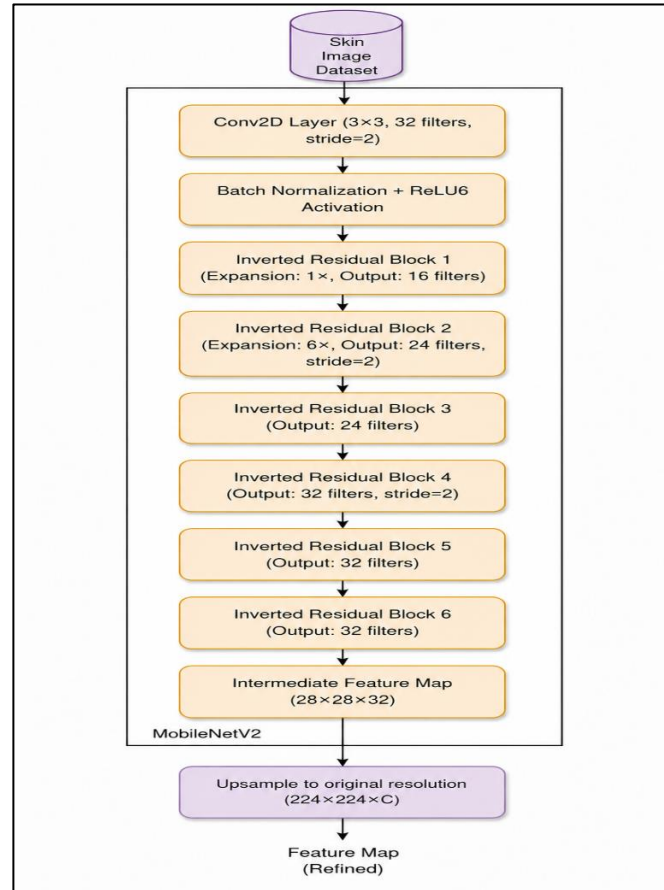 Skin
Image
Dataset
Conv2D Layer (3×3, 32 filters,
stride=2)
Batch Normalization + ReLU6
Activation
Inverted Residual Block 1
(Expansion: 1×, Output: 16 filters)
Inverted Residual Block 2
(Expansion: 6×, Output: 24 filters,
stride=2)
Inverted Residual Block 3
(Output: 24 filters)
Inverted Residual Block 4
(Output: 32 filters, stride=2)
Inverted Residual Block 5
(Output: 32 filters)
Inverted Residual Block 6
(Output: 32 filters)
Intermediate Feature Map
(28×28×32)
MobileNetV2
Upsample to original resolution
(224×224×C)
Feature Map
(Refined)